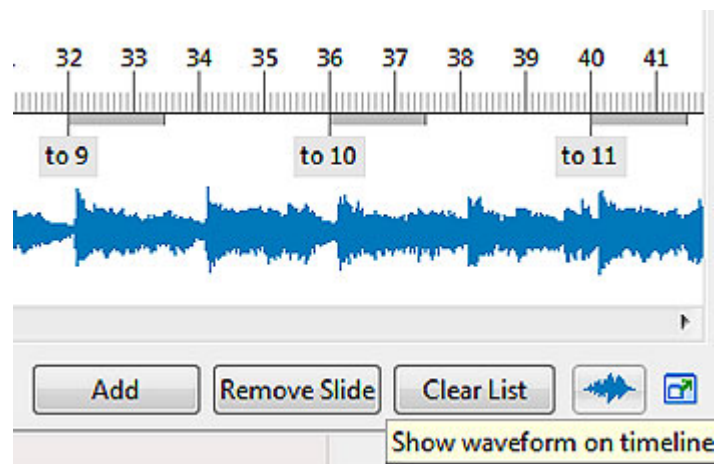 32 33 34 35 36 37 38 39 40 41
to 9 to 10 to 11
Add Remove Slide Clear List
Show waveform on timeline